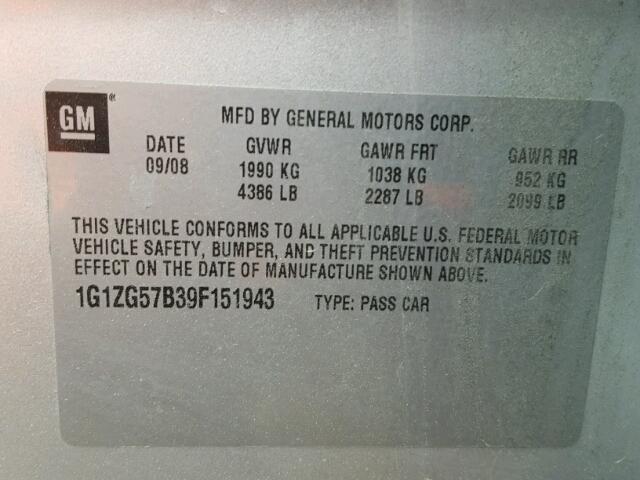 GM ®
MFD BY GENERAL MOTORS CORP.
DATE GVWR GAWR FRT GAWR RR
09/08 1990 KG 1038 KG 952 KG
4386 LB 2287 LB 2099 LB
THIS VEHICLE CONFORMS TO ALL APPLICABLE U.S. FEDERAL MOTOR
VEHICLE SAFETY, BUMPER, AND THEFT PREVENTION STANDARDS IN
EFFECT ON THE DATE OF MANUFACTURE SHOWN ABOVE.
1G1ZG57B39F151943 TYPE: PASS CAR